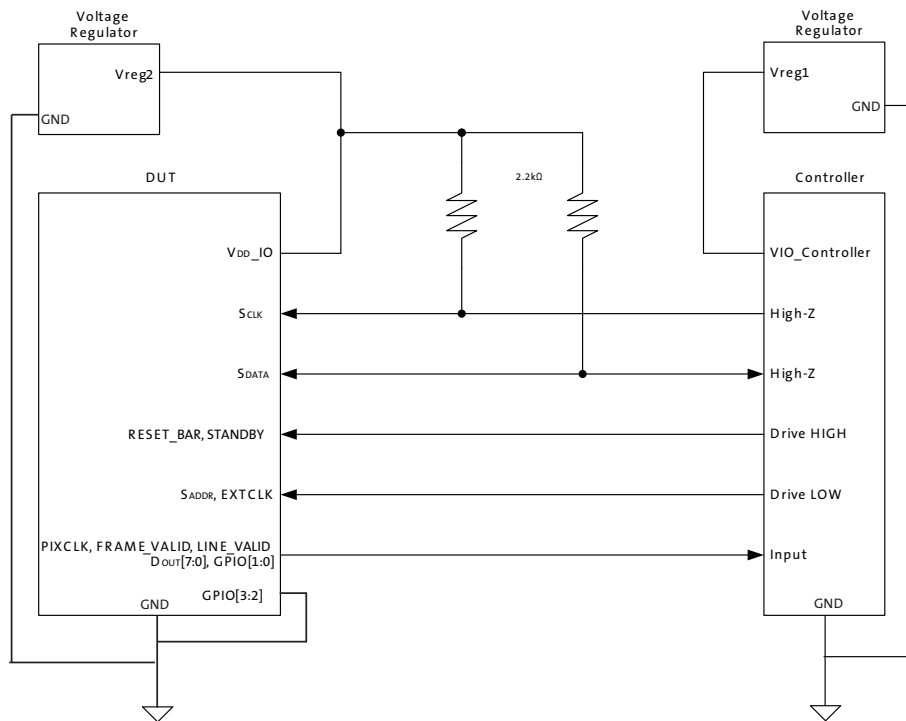 Voltage
Regulator
Vreg2
GND
Voltage
Regulator
Vreg1
GND
DUT
2.2kΩ
Controller
VDD_IO
VIO_Controller
SCLK
High-Z
SDATA
High-Z
RESET_BAR, STANDBY
Drive HIGH
SADDR, EXTCLK
Drive LOW
PIXCLK, FRAME_VALID, LINE_VALID
DOUT[7:0], GPIO[1:0]
Input
GPIO[3:2]
GND
GND